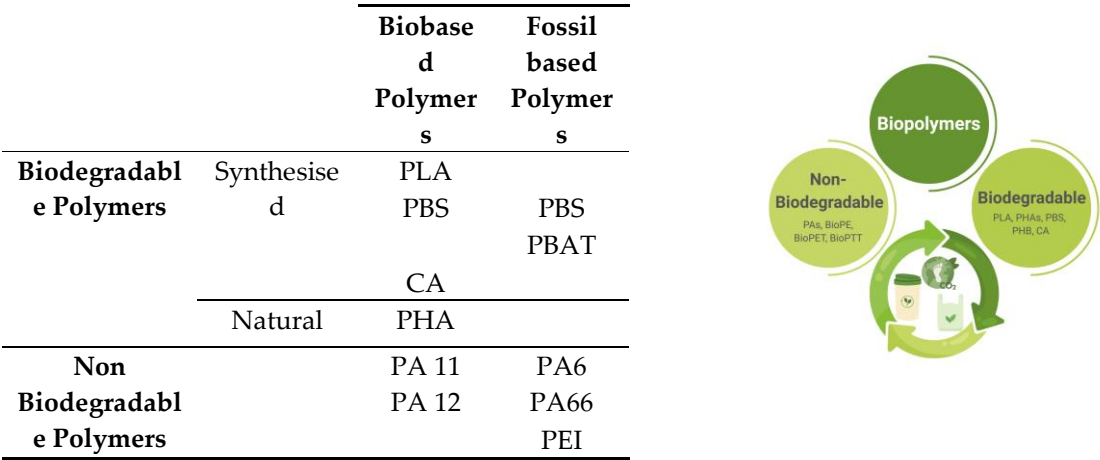 Biobase Fossil
d based
Polymer Polymer
s s
Biodegradabl Synthesise PLA
e Polymers d PBS PBS
PBAT
CA
Natural PHA
Non PA 11 PA6
Biodegradabl PA 12 PA66
e Polymers PEI
Biopolymers
Non-
Biodegradable
PAs, BioPE,
BioPET, BioPTT
Biodegradable
PLA, PHAs, PBS,
PHB, CA
CO₂